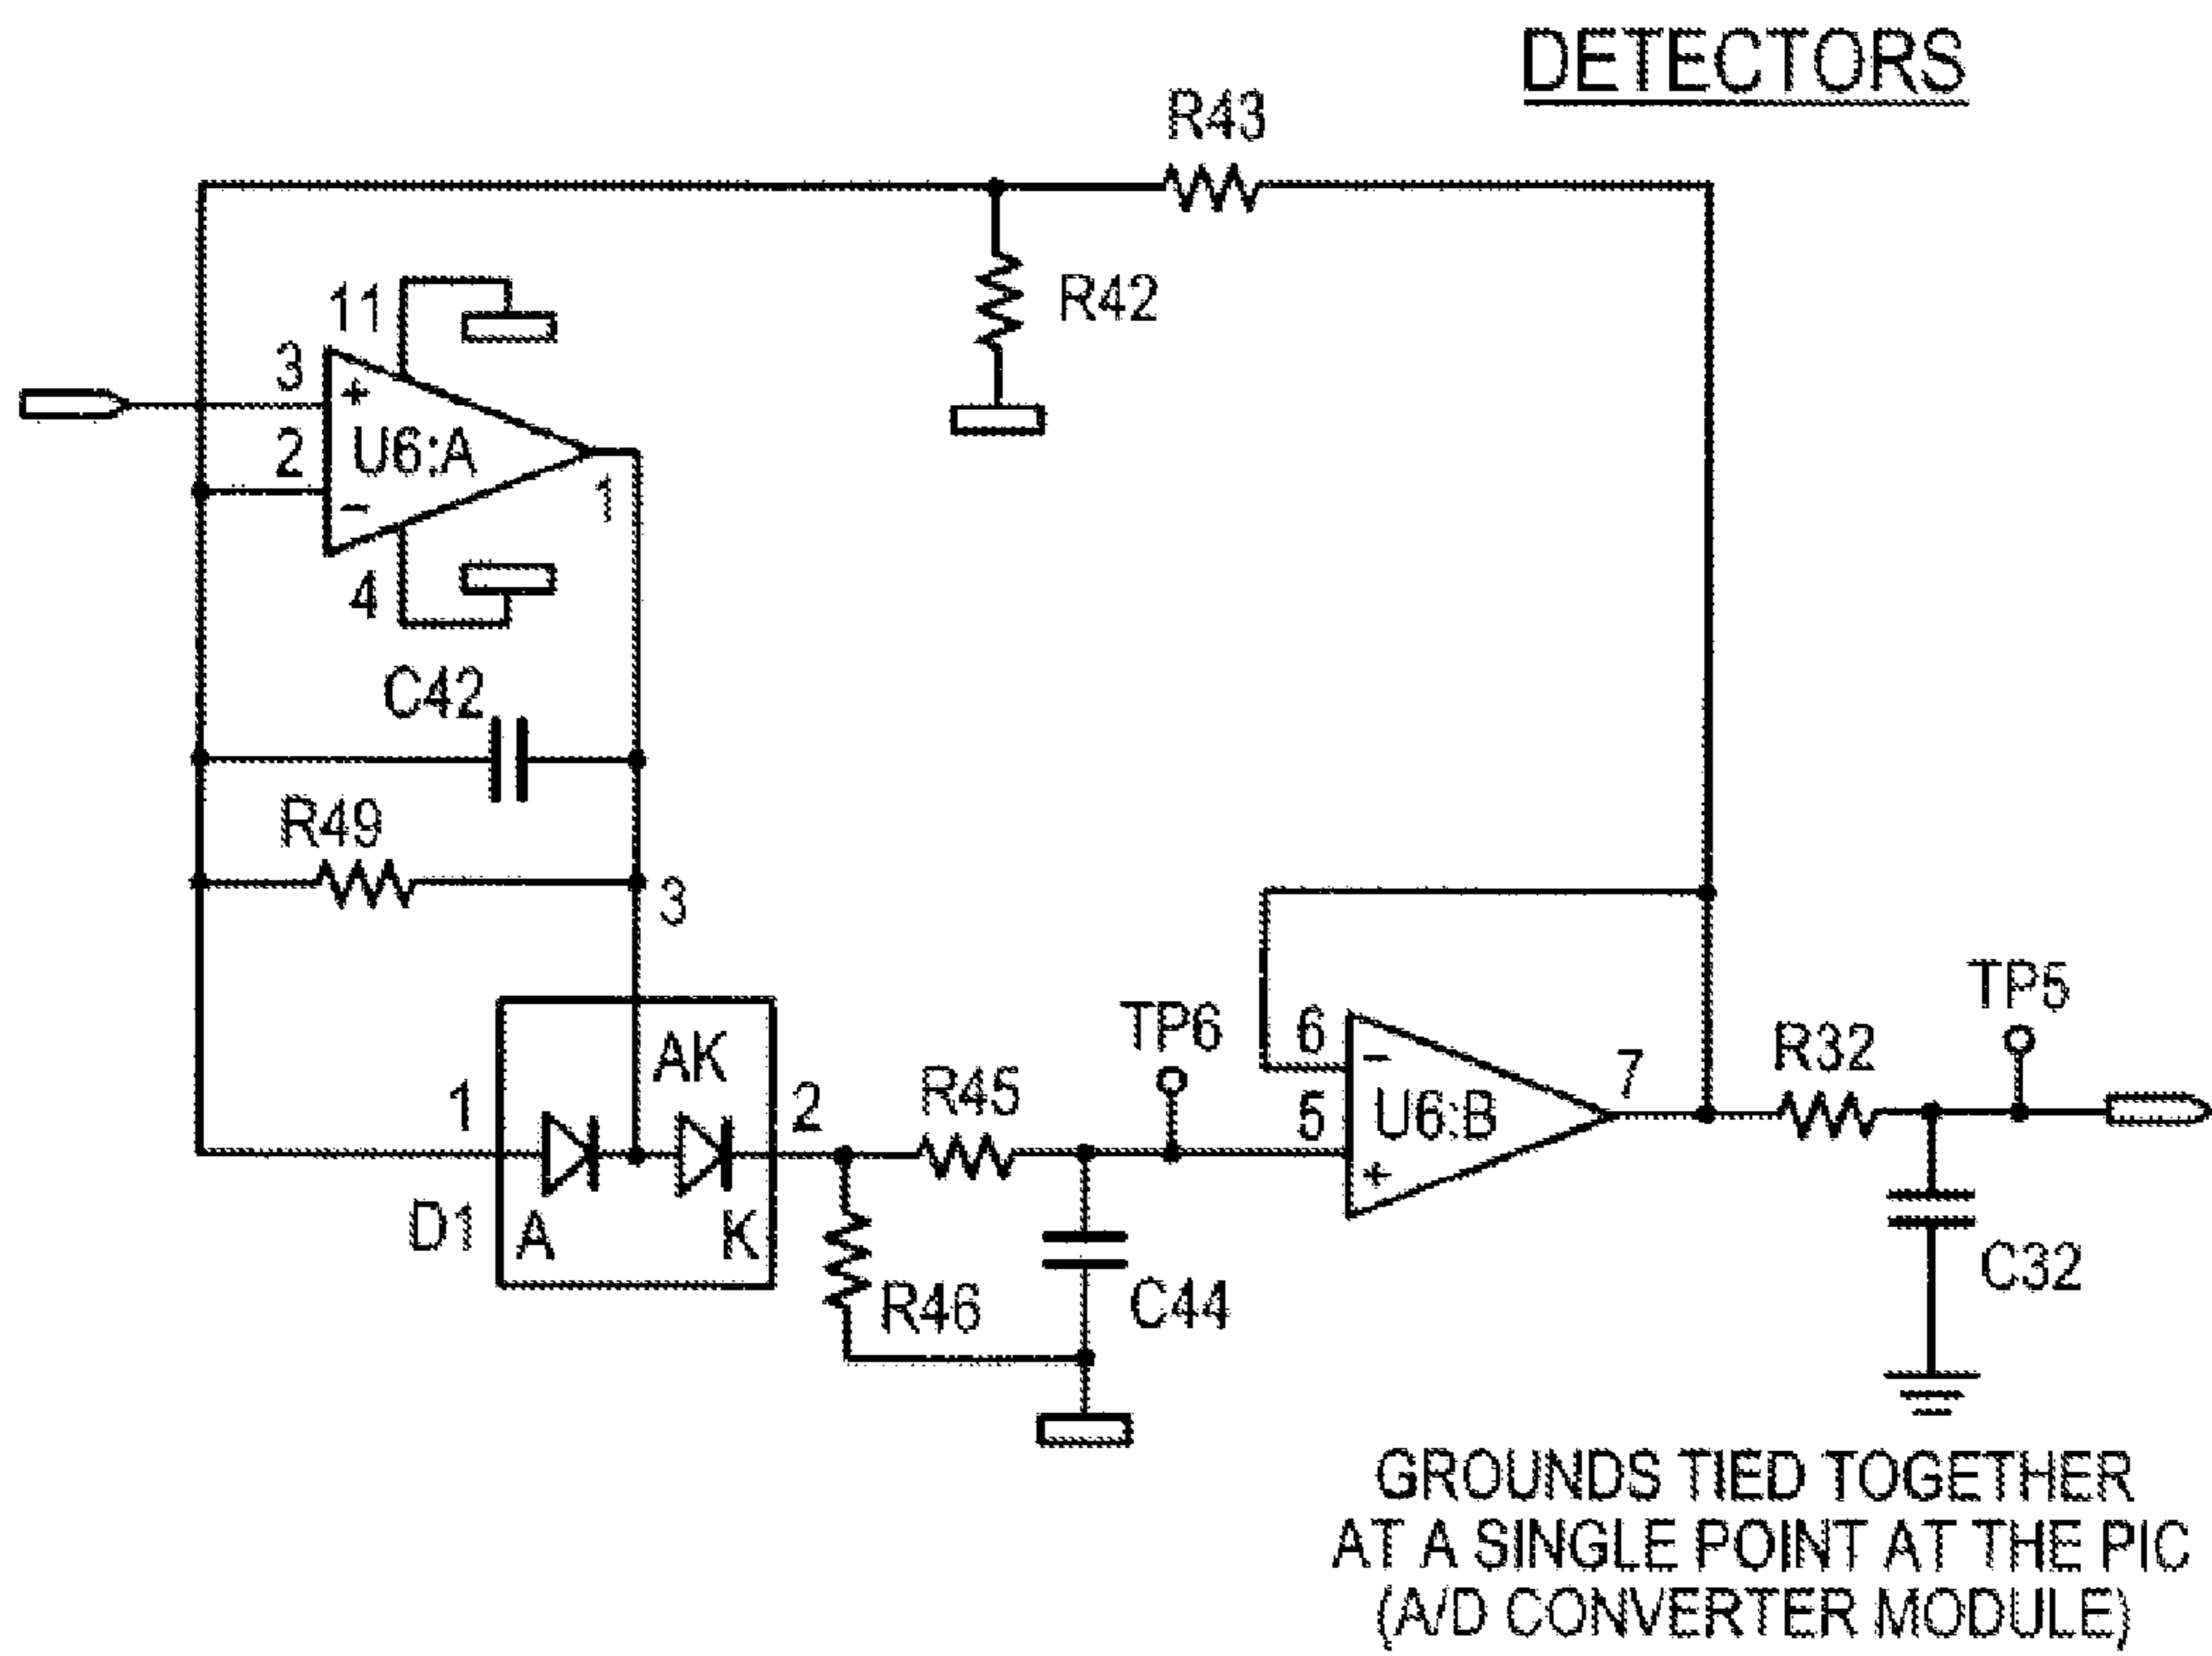 DETECTORS
R43
R42
11
3
+
U6:A
2
−
1
4
C42
R49
3
AK
1
2
D1
A
K
R45
TP6
R46
C44
6
−
5
U6:B
+
7
R32
TP5
C32
GROUNDS TIED TOGETHER
AT A SINGLE POINT AT THE PIC
(A/D CONVERTER MODULE)